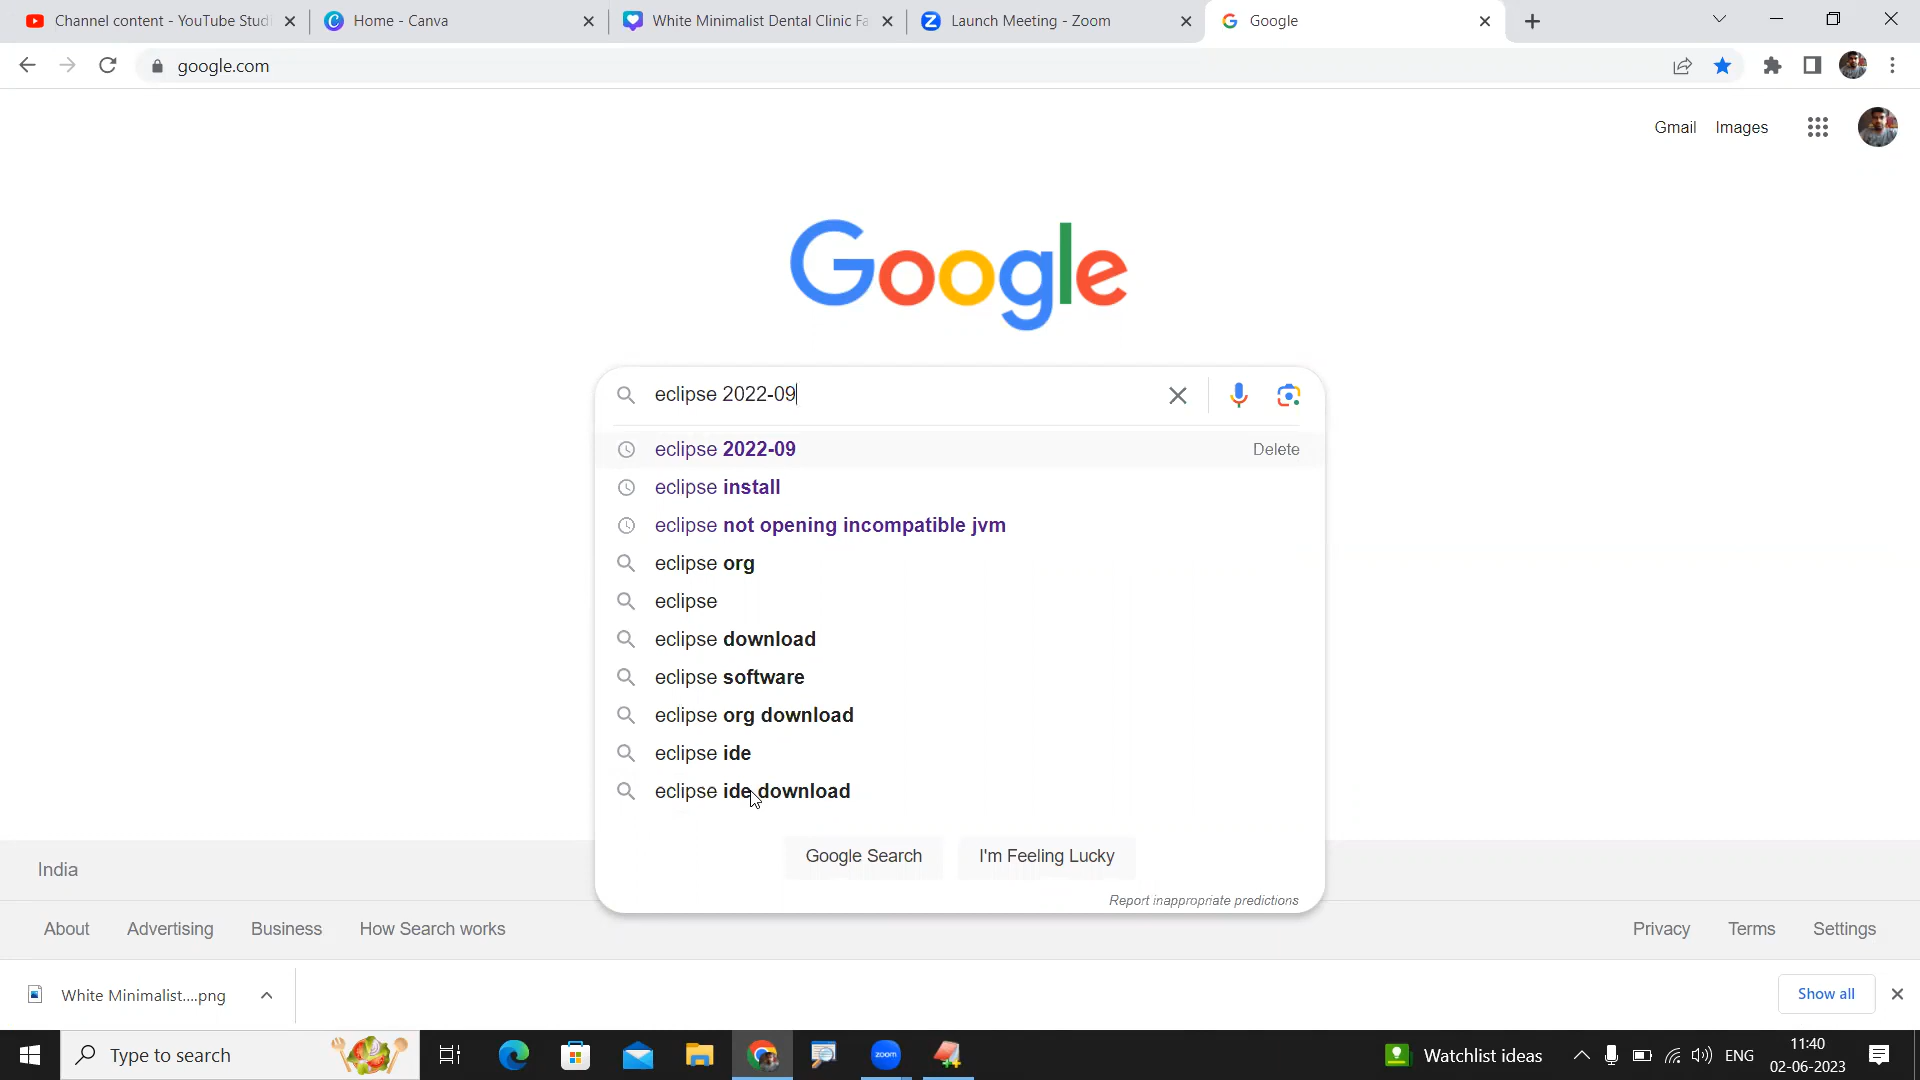 Channel content - YouTube Studi
Home - Canva
White Minimalist Dental Clinic Fa
Launch Meeting - Zoom
Google
google.com
Gmail Images
Google
eclipse 2022-09
eclipse 2022-09 Delete
eclipse install
eclipse not opening incompatible jvm
eclipse org
eclipse
eclipse download
eclipse software
eclipse org download
eclipse ide
eclipse ide download
Google Search I'm Feeling Lucky
Report inappropriate predictions
India
About Advertising Business How Search works Privacy Terms Settings
White Minimalist....png Show all
Type to search
zoom
Watchlist ideas
ENG
11:40
02-06-2023